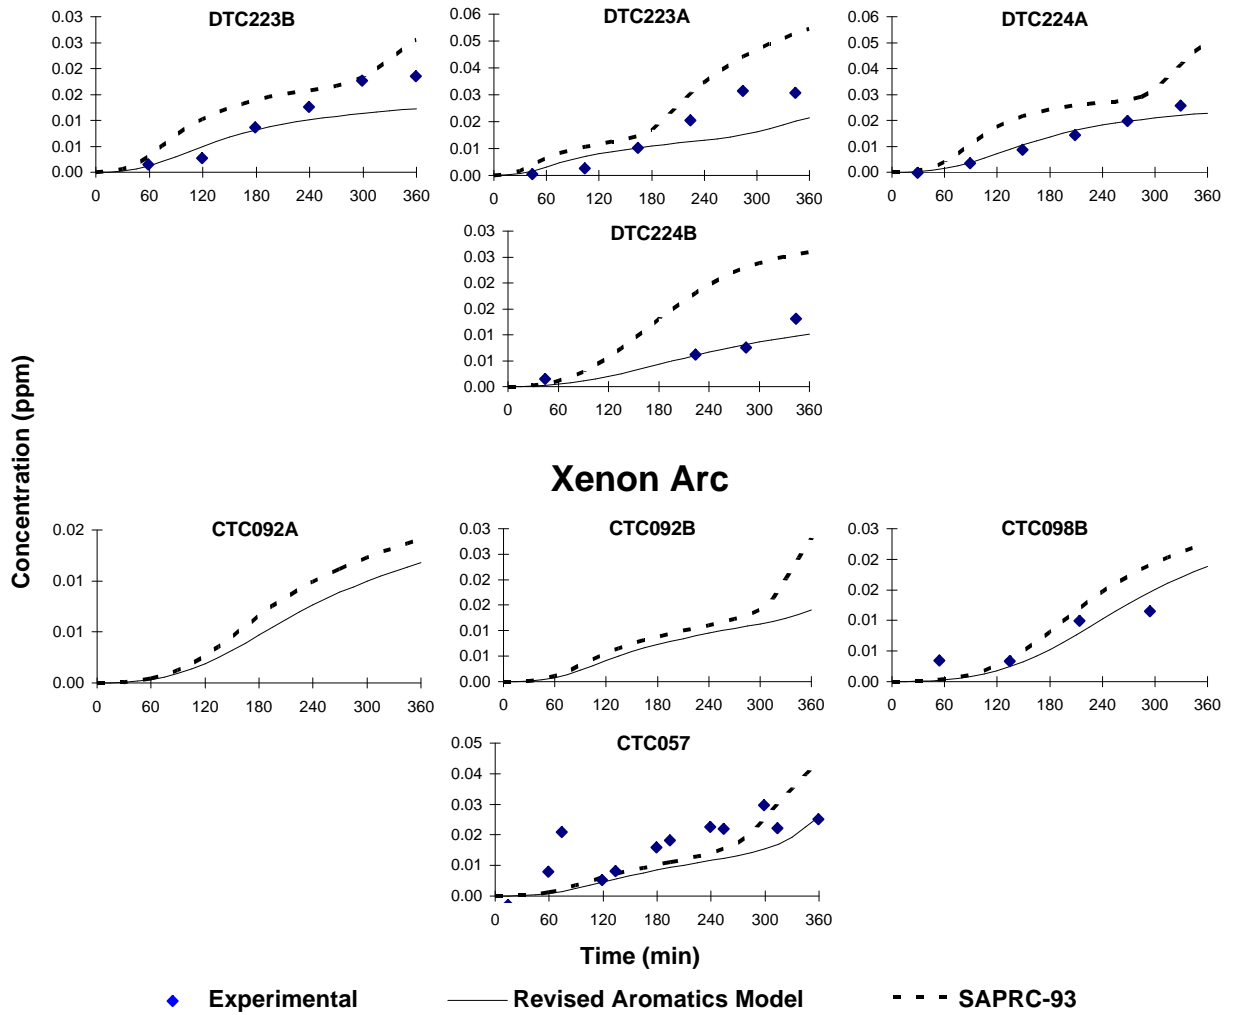 DTC223B
0.03
0.03
0.02
0.02
0.01
0.01
0.00
0 60 120 180 240 300 360
DTC223A
0.06
0.05
0.04
0.03
0.02
0.01
0.00
0 60 120 180 240 300 360
DTC224A
0.06
0.05
0.04
0.03
0.02
0.01
0.00
0 60 120 180 240 300 360
DTC224B
0.03
0.03
0.02
0.02
0.01
0.01
0.00
0 60 120 180 240 300 360
Concentration (ppm)
Xenon Arc
CTC092A
0.02
0.01
0.01
0.00
0 60 120 180 240 300 360
CTC092B
0.03
0.03
0.02
0.02
0.01
0.01
0.00
0 60 120 180 240 300 360
CTC098B
0.03
0.02
0.02
0.01
0.01
0.00
0 60 120 180 240 300 360
CTC057
0.05
0.04
0.03
0.02
0.01
0.00
0 60 120 180 240 300 360
Time (min)
Experimental Revised Aromatics Model SAPRC-93